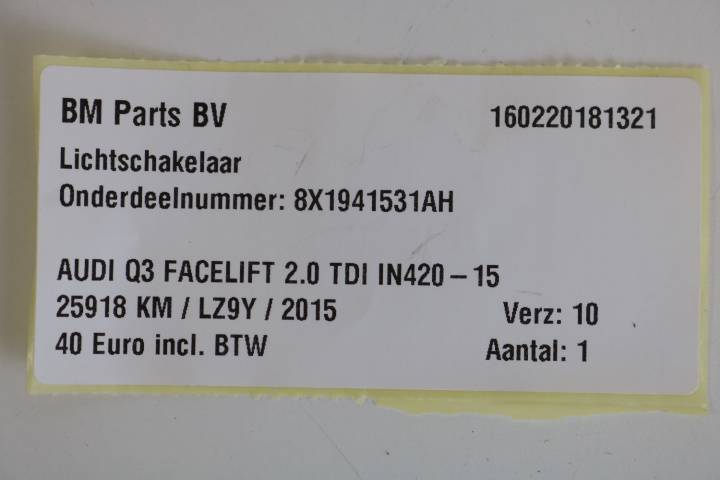 BM Parts BV 160220181321
Lichtschakelaar
Onderdeelnummer: 8X1941531AH
AUDI Q3 FACELIFT 2.0 TDI IN420 – 15
25918 KM / LZ9Y / 2015 Verz: 10
40 Euro incl. BTW Aantal: 1